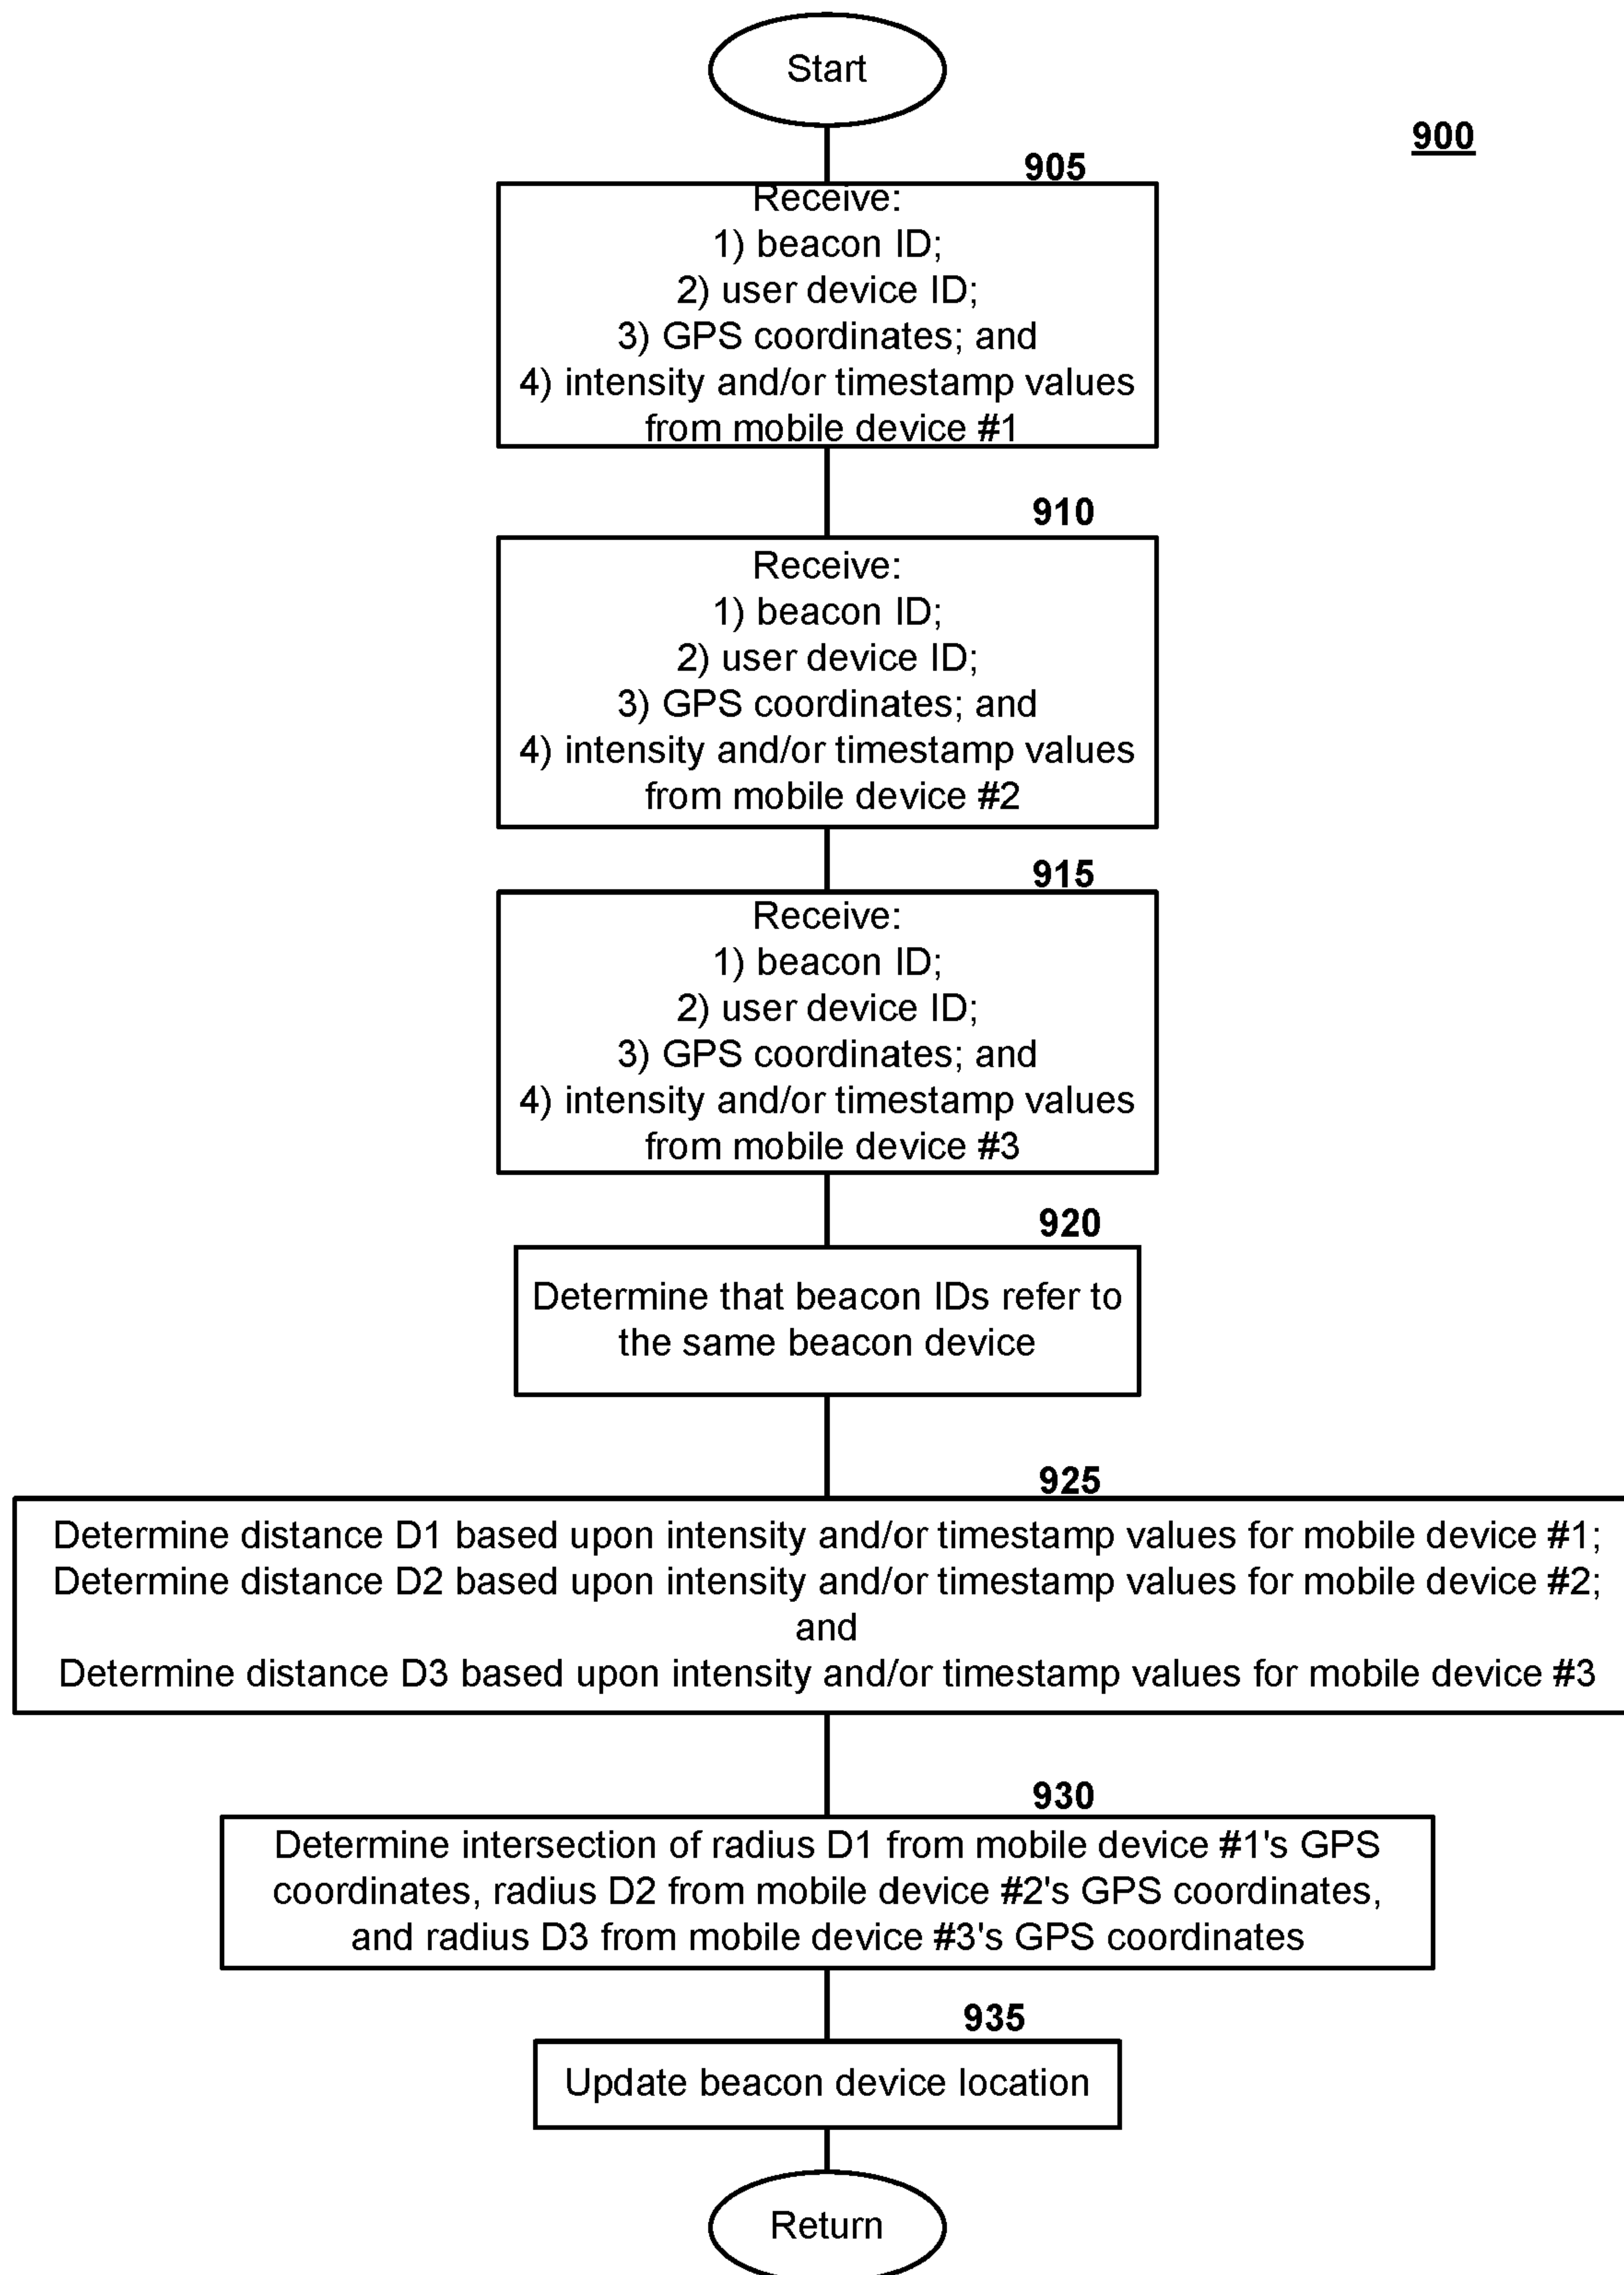 Start
900
905
Receive:
1) beacon ID;
2) user device ID;
3) GPS coordinates; and
4) intensity and/or timestamp values
from mobile device #1
910
Receive:
1) beacon ID;
2) user device ID;
3) GPS coordinates; and
4) intensity and/or timestamp values
from mobile device #2
915
Receive:
1) beacon ID;
2) user device ID;
3) GPS coordinates; and
4) intensity and/or timestamp values
from mobile device #3
920
Determine that beacon IDs refer to
the same beacon device
925
Determine distance D1 based upon intensity and/or timestamp values for mobile device #1;
Determine distance D2 based upon intensity and/or timestamp values for mobile device #2;
and
Determine distance D3 based upon intensity and/or timestamp values for mobile device #3
930
Determine intersection of radius D1 from mobile device #1's GPS
coordinates, radius D2 from mobile device #2's GPS coordinates,
and radius D3 from mobile device #3's GPS coordinates
935
Update beacon device location
Return